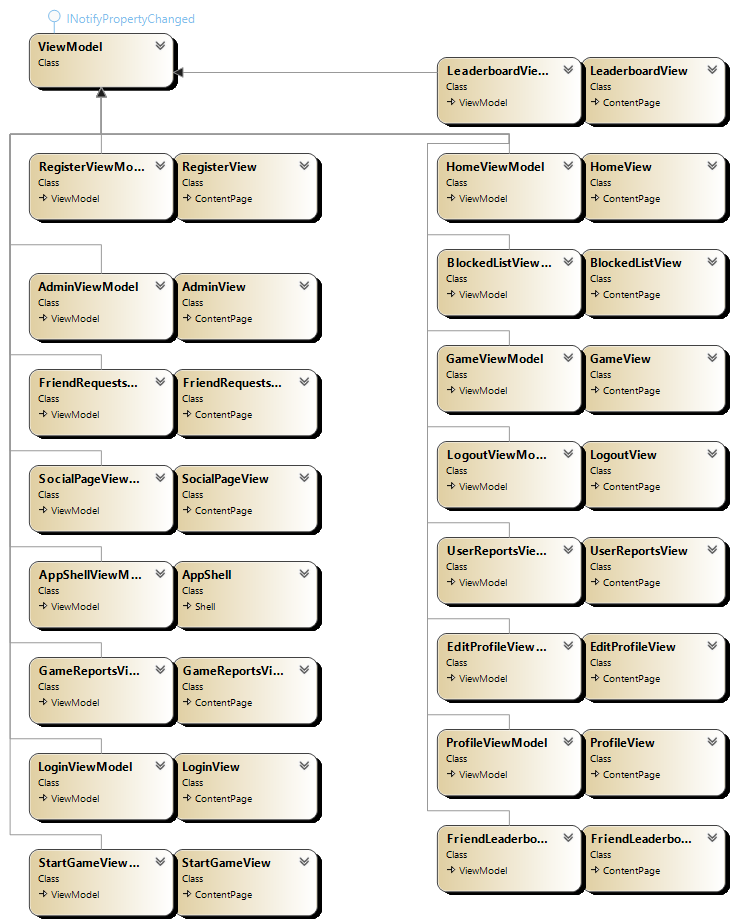 INotifyPropertyChanged
ViewModel
Class
LeaderboardVie...
Class
ViewModel
LeaderboardView
Class
ContentPage
RegisterViewMo...
Class
ViewModel
RegisterView
Class
ContentPage
HomeViewModel
Class
ViewModel
HomeView
Class
ContentPage
BlockedListView...
Class
ViewModel
BlockedListView
Class
ContentPage
AdminViewModel
Class
ViewModel
AdminView
Class
ContentPage
GameViewModel
Class
ViewModel
GameView
Class
ContentPage
FriendRequests...
Class
ViewModel
FriendRequests...
Class
ContentPage
LogoutViewMo...
Class
ViewModel
LogoutView
Class
ContentPage
SocialPageView...
Class
ViewModel
SocialPageView
Class
ContentPage
UserReportsVie...
Class
ViewModel
UserReportsView
Class
ContentPage
AppShellViewM...
Class
ViewModel
AppShell
Class
Shell
EditProfileView...
Class
ViewModel
EditProfileView
Class
ContentPage
GameReportsVi...
Class
ViewModel
GameReportsVi...
Class
ContentPage
ProfileViewModel
Class
ViewModel
ProfileView
Class
ContentPage
LoginViewModel
Class
ViewModel
LoginView
Class
ContentPage
FriendLeaderbo...
Class
ViewModel
FriendLeaderbo...
Class
ContentPage
StartGameView...
Class
ViewModel
StartGameView
Class
ContentPage